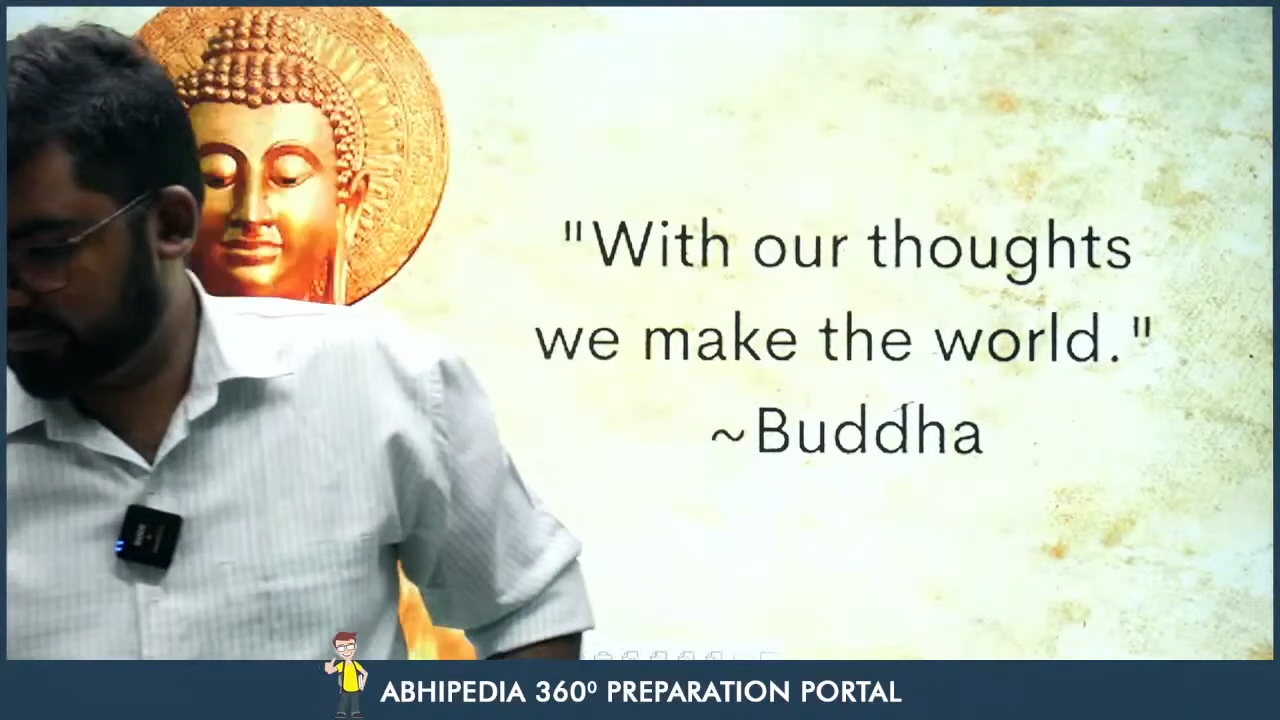 "With our thoughts
we make the world."
~Buddha
ABHIPEDIA 360⁰ PREPARATION PORTAL